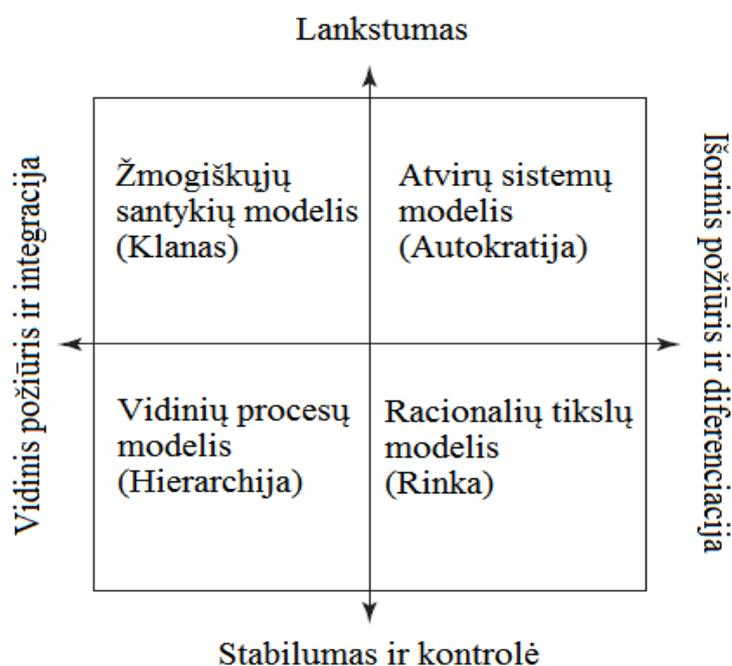 Lankstumas
Vidinis požiūris ir integracija
Žmogiškųjų
santykių modelis
(Klanas)
Atvirų sistemų
modelis
(Autokratija)
Išorinis požiūris ir diferenciacija
Vidinių procesų
modelis
(Hierarchija)
Racionalių tikslų
modelis
(Rinka)
Stabilumas ir kontrolė